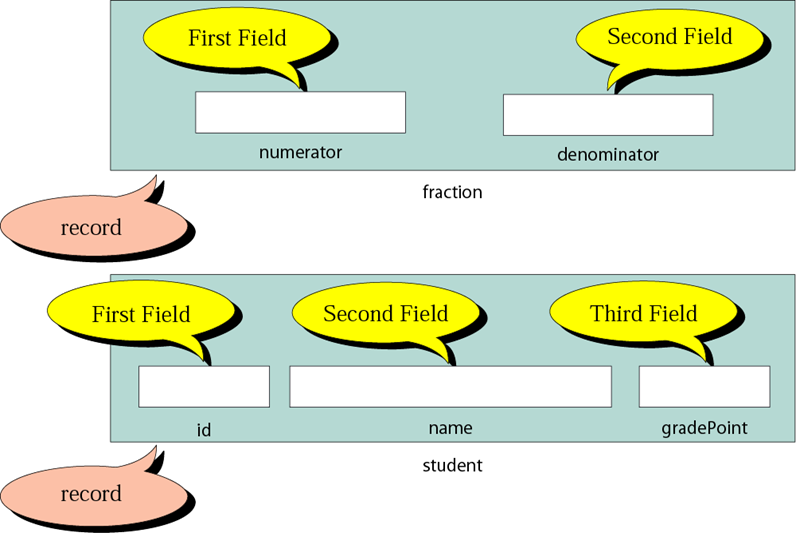 First Field
Second Field
numerator
denominator
fraction
record
First Field
Second Field
Third Field
id
name
gradePoint
student
record